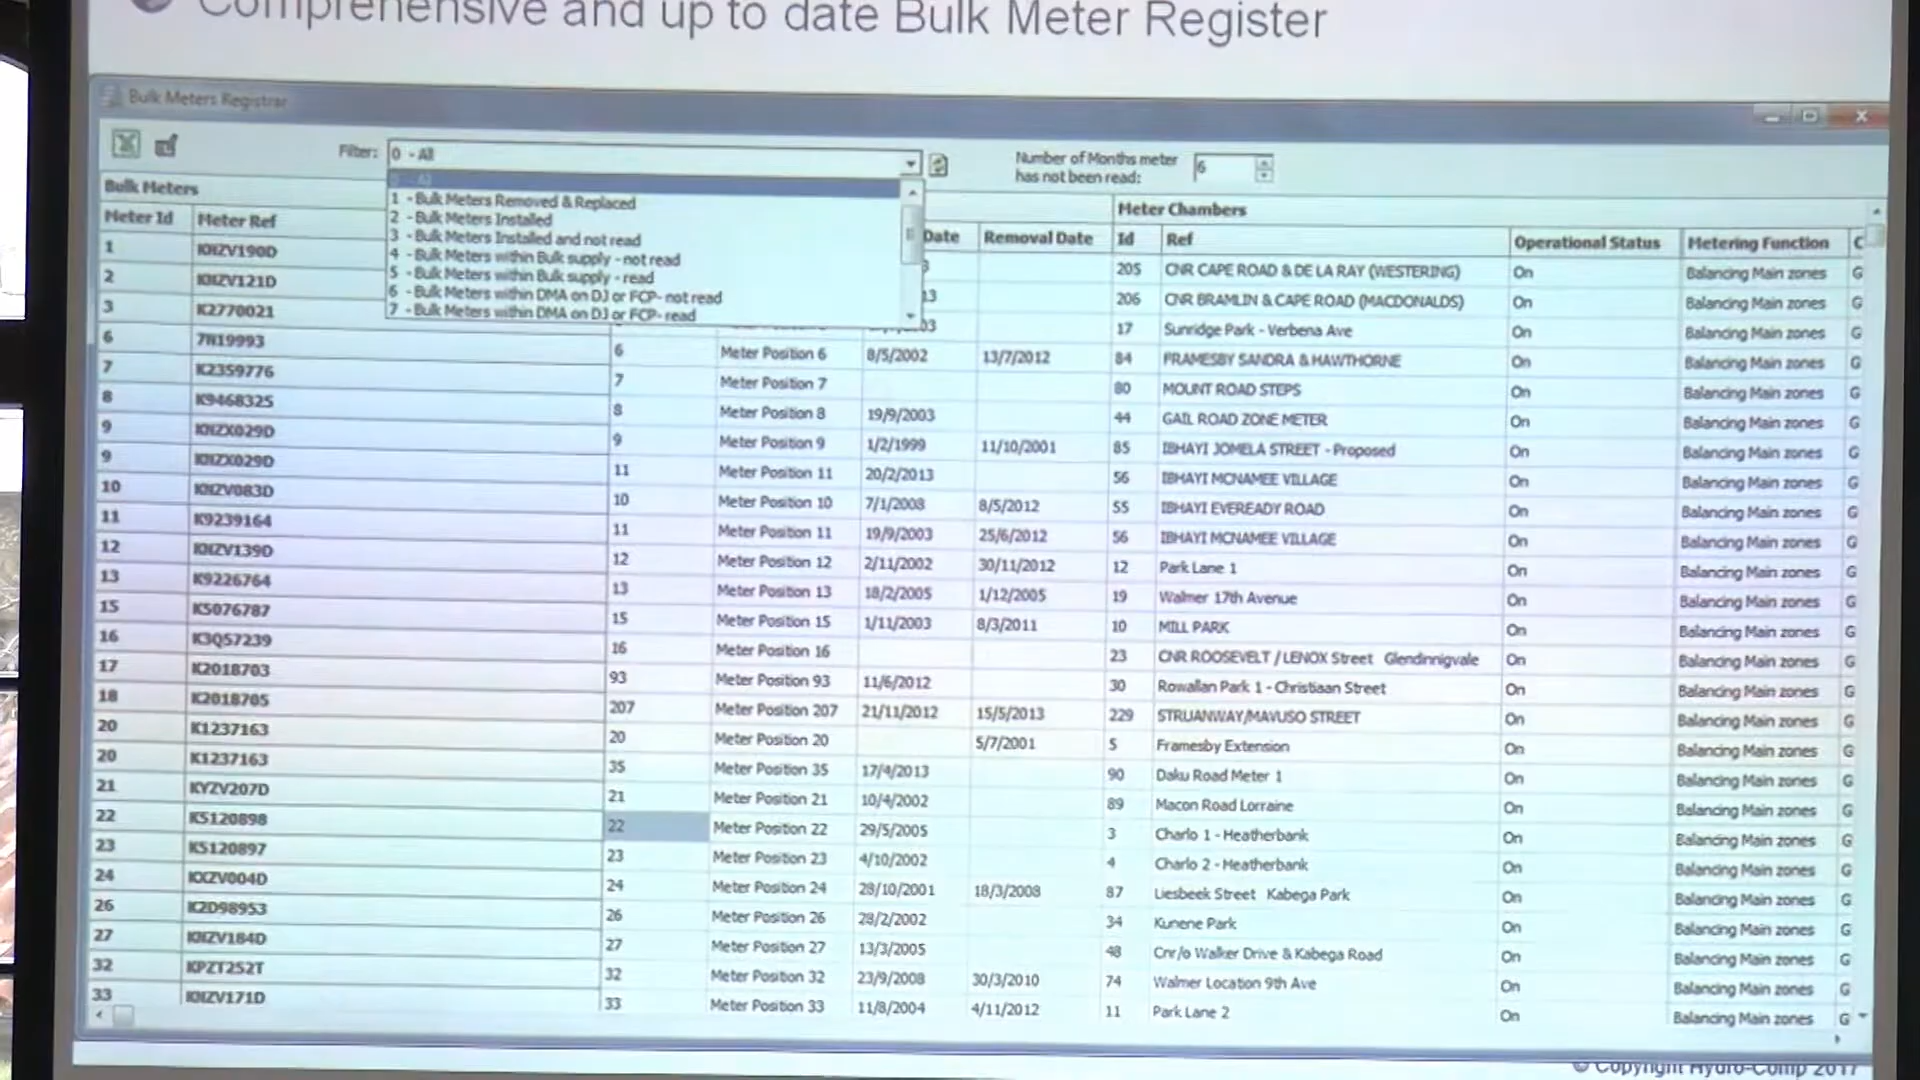 Comprehensive and up to date Bulk Meter Register
Bulk Meters Registrar
Filter: 0 - All
Number of Months meter has not been read: 6
0 - All
1 - Bulk Meters Removed & Replaced
2 - Bulk Meters Installed
3 - Bulk Meters Installed and not read
4 - Bulk Meters within Bulk supply - not read
5 - Bulk Meters within Bulk supply - read
6 - Bulk Meters within DMA on DJ or FCP- not read
7 - Bulk Meters within DMA on DJ or FCP- read
Bulk Meters
Meter Chambers
Meter Id Meter Ref Date Removal Date Id Ref Operational Status Metering Function C
1 205 CNR CAPE ROAD & DE LA RAY (WESTERING) On Balancing Main zones G
2 206 CNR BRAMLIN & CAPE ROAD (MACDONALDS) On Balancing Main zones G
3 K2770021 17 Sunridge Park - Verbena Ave On Balancing Main zones G
6 6 Meter Position 6 8/5/2002 13/7/2012 84 FRAMESBY SANDRA & HAWTHORNE On Balancing Main zones G
7 K2359776 7 Meter Position 7 80 MOUNT ROAD STEPS On Balancing Main zones G
8 K9468325 8 Meter Position 8 19/9/2003 44 GAIL ROAD ZONE METER On Balancing Main zones G
9 9 Meter Position 9 1/2/1999 11/10/2001 85 IBHAYI JOMELA STREET - Proposed On Balancing Main zones G
9 11 Meter Position 11 20/2/2013 56 IBHAYI MCNAMEE VILLAGE On Balancing Main zones G
10 10 Meter Position 10 7/1/2008 8/5/2012 55 IBHAYI EVEREADY ROAD On Balancing Main zones G
11 K9239164 11 Meter Position 11 19/9/2003 25/6/2012 56 IBHAYI MCNAMEE VILLAGE On Balancing Main zones G
12 12 Meter Position 12 2/11/2002 30/11/2012 12 Park Lane 1 On Balancing Main zones G
13 K9226764 13 Meter Position 13 18/2/2005 1/12/2005 19 Walmer 17th Avenue On Balancing Main zones G
15 K5076787 15 Meter Position 15 1/11/2003 8/3/2011 10 MILL PARK On Balancing Main zones G
16 K3Q57239 16 Meter Position 16 23 CNR ROOSEVELT / LENOX Street Glendinnigvale On Balancing Main zones G
17 K2018703 93 Meter Position 93 11/6/2012 30 Rowallan Park 1 - Christiaan Street On Balancing Main zones G
18 K2018705 207 Meter Position 207 21/11/2012 15/5/2013 229 STRUANWAY/MAVUSO STREET On Balancing Main zones G
20 K1237163 20 Meter Position 20 5/7/2001 5 Framesby Extension On Balancing Main zones G
20 K1237163 35 Meter Position 35 17/4/2013 90 Daku Road Meter 1 On Balancing Main zones G
21 KYZV207D 21 Meter Position 21 10/4/2002 89 Macon Road Lorraine On Balancing Main zones G
22 K5120898 22 Meter Position 22 29/5/2005 3 Charlo 1 - Heatherbank On Balancing Main zones G
23 K5120897 23 Meter Position 23 4/10/2002 4 Charlo 2 - Heatherbank On Balancing Main zones G
24 24 Meter Position 24 28/10/2001 18/3/2008 87 Liesbeek Street Kabega Park On Balancing Main zones G
26 K2D98953 26 Meter Position 26 28/2/2002 34 Kunene Park On Balancing Main zones G
27 27 Meter Position 27 13/3/2005 48 Cnr/o Walker Drive & Kabega Road On Balancing Main zones G
32 KPZT252T 32 Meter Position 32 23/9/2008 30/3/2010 74 Walmer Location 9th Ave On Balancing Main zones G
33 33 Meter Position 33 11/8/2004 4/11/2012 11 Park Lane 2 On Balancing Main zones G
© Copyright Hydro-Comp 2017